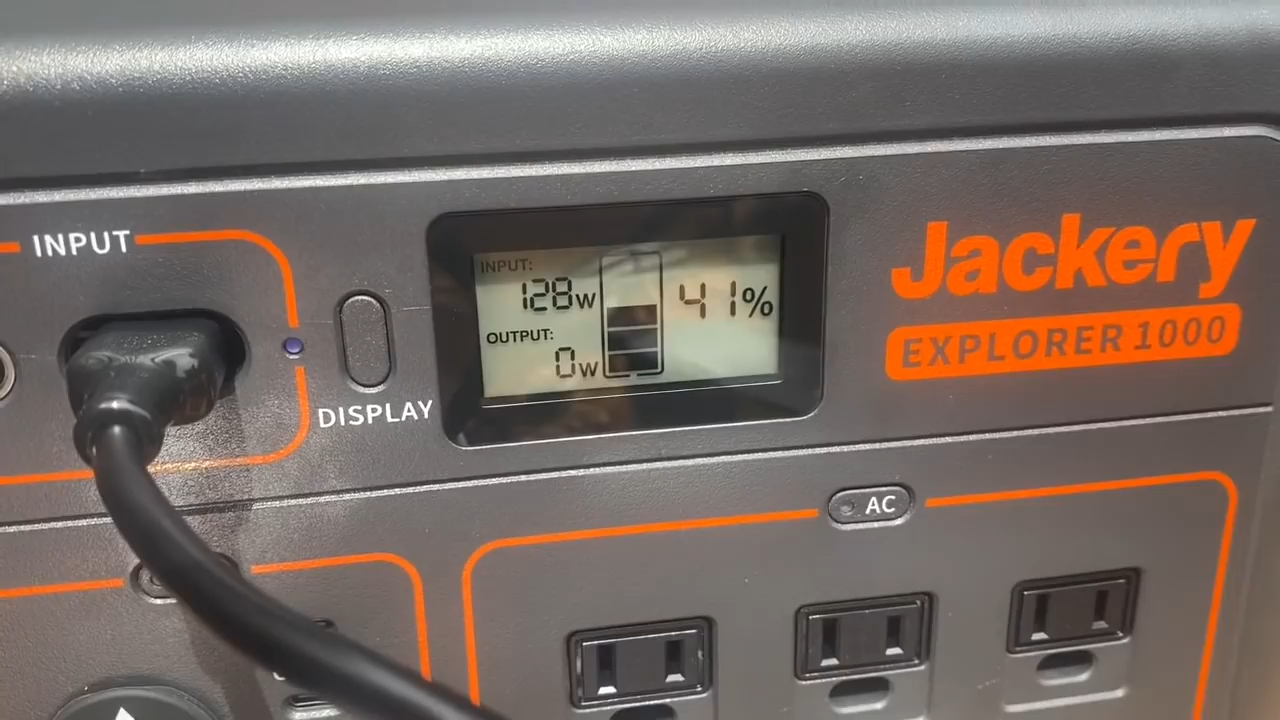 INPUT
DISPLAY
INPUT:
128W
OUTPUT:
0W
41%
Jackery
EXPLORER 1000
AC